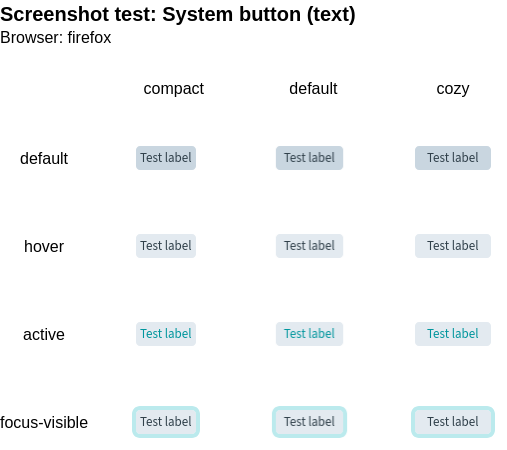 Screenshot test: System button (text)
Browser: firefox
compact default cozy
default Test label Test label Test label
hover Test label Test label Test label
active Test label Test label Test label
focus-visible Test label Test label Test label